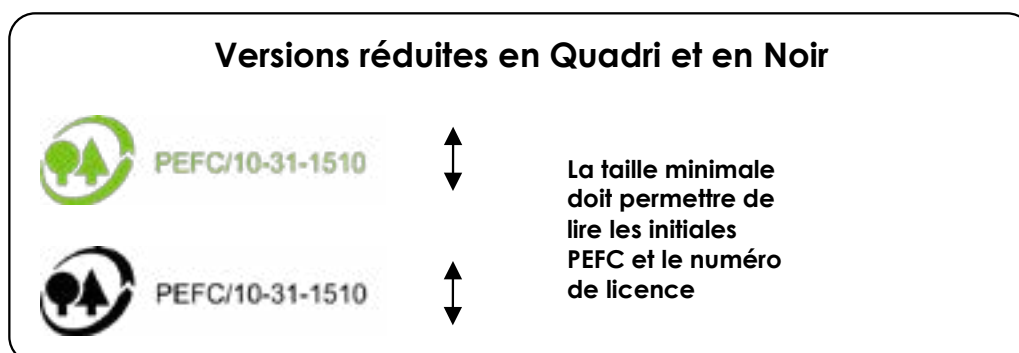 Versions réduites en Quadri et en Noir
PEFC/10-31-1510
La taille minimale
doit permettre de
lire les initiales
PEFC et le numéro
de licence
PEFC/10-31-1510